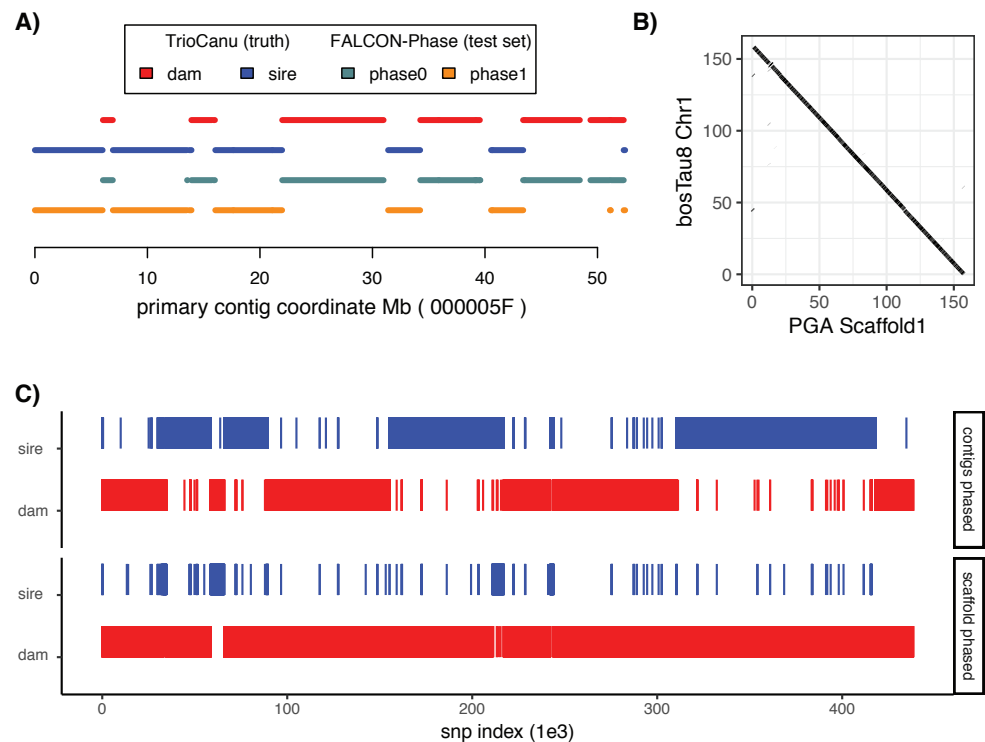 A)
TrioCanu (truth) FALCON-Phase (test set)
dam sire phase0 phase1
0 10 20 30 40 50
primary contig coordinate Mb ( 000005F )
B)
bosTau8 Chr1
150
100
50
0
0 50 100 150
PGA Scaffold1
C)
sire
dam
contigs phased
sire
dam
scaffold phased
0 100 200 300 400
snp index (1e3)